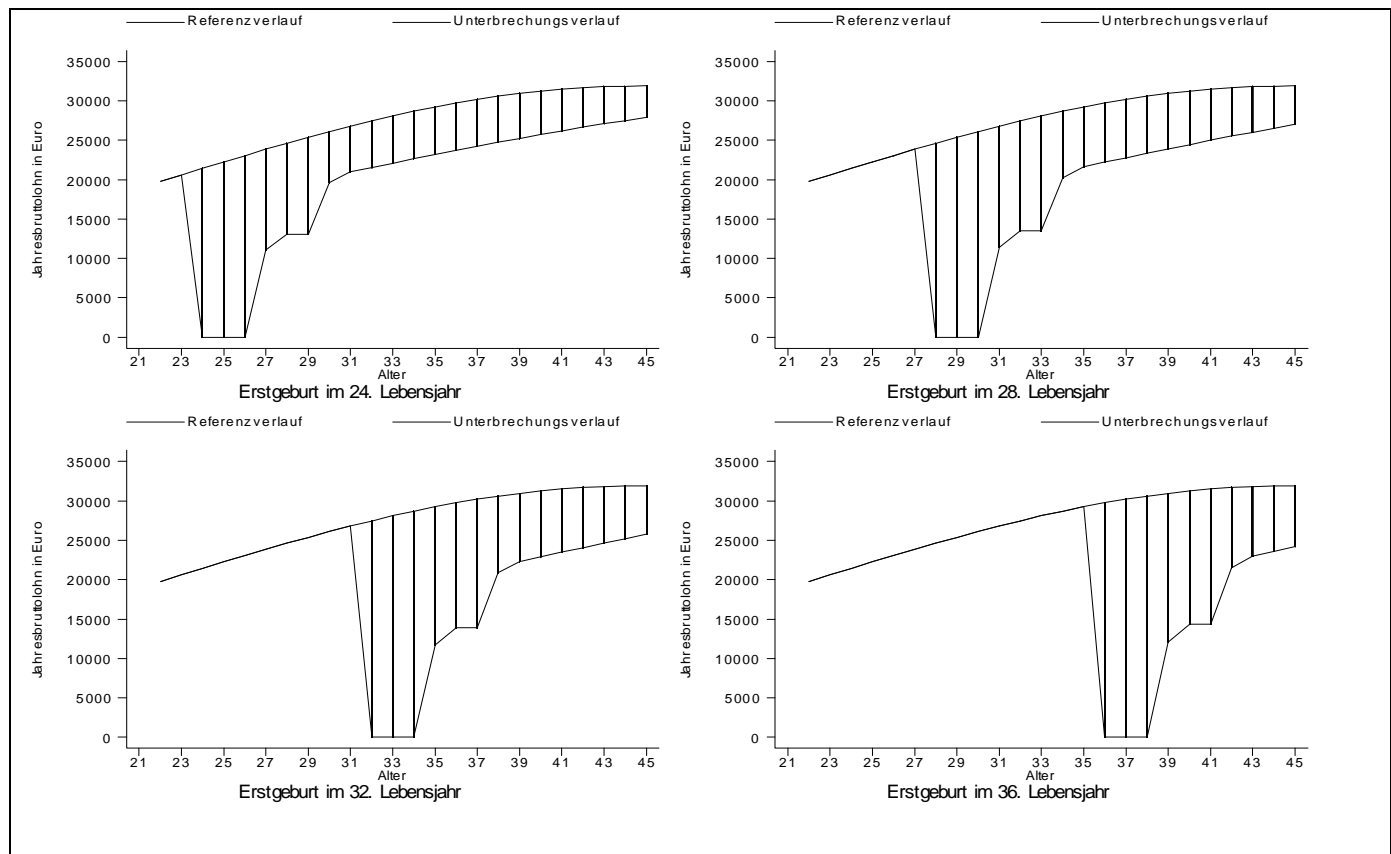 Referenzverlauf Unterbrechungsverlauf
Jahresbruttolohn in Euro
35000
30000
25000
20000
15000
10000
5000
0
21 23 25 27 29 31 33 35 37 39 41 43 45
Alter
Erstgeburt im 24. Lebensjahr
Referenzverlauf Unterbrechungsverlauf
Jahresbruttolohn in Euro
35000
30000
25000
20000
15000
10000
5000
0
21 23 25 27 29 31 33 35 37 39 41 43 45
Alter
Erstgeburt im 28. Lebensjahr
Referenzverlauf Unterbrechungsverlauf
Jahresbruttolohn in Euro
35000
30000
25000
20000
15000
10000
5000
0
21 23 25 27 29 31 33 35 37 39 41 43 45
Alter
Erstgeburt im 32. Lebensjahr
Referenzverlauf Unterbrechungsverlauf
Jahresbruttolohn in Euro
35000
30000
25000
20000
15000
10000
5000
0
21 23 25 27 29 31 33 35 37 39 41 43 45
Alter
Erstgeburt im 36. Lebensjahr